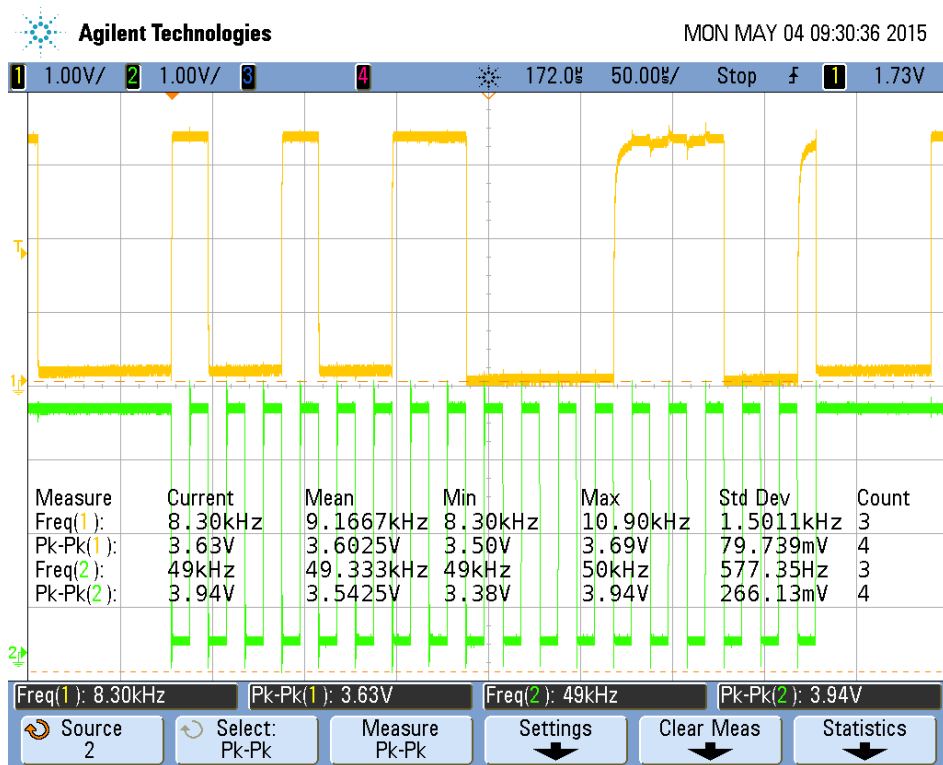 Agilent Technologies MON MAY 04 09:30:36 2015
1 1.00V/ 2 1.00V/ 3 4 172.0µs 50.00µs/ Stop 1 1.73V
T
1
Measure Current Mean Min Max Std Dev Count
Freq(1): 8.30kHz 9.1667kHz 8.30kHz 10.90kHz 1.5011kHz 3
Pk-Pk(1): 3.63V 3.6025V 3.50V 3.69V 79.739mV 4
Freq(2): 49kHz 49.333kHz 49kHz 50kHz 577.35Hz 3
Pk-Pk(2): 3.94V 3.5425V 3.38V 3.94V 266.13mV 4
2
Freq(1): 8.30kHz Pk-Pk(1): 3.63V Freq(2): 49kHz Pk-Pk(2): 3.94V
Source Select: Measure Settings Clear Meas Statistics
2 Pk-Pk Pk-Pk